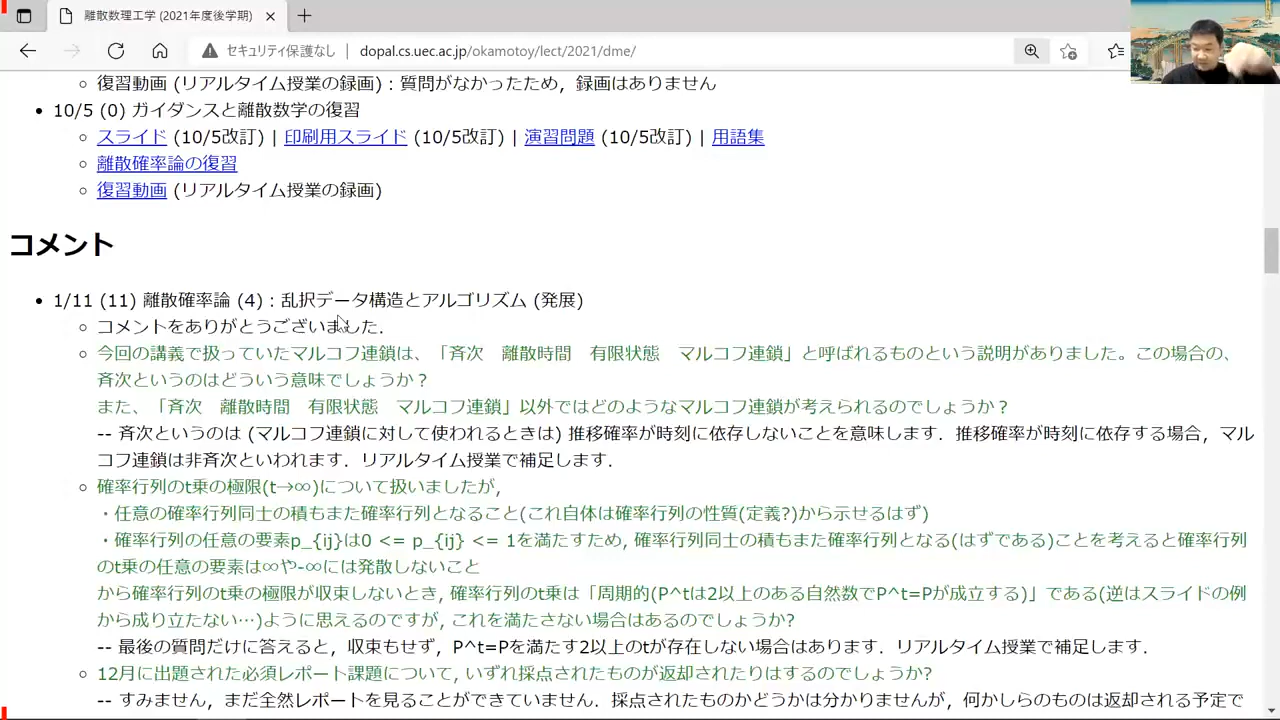 離散数理工学 (2021年度後学期)
セキュリティ保護なし | dopal.cs.uec.ac.jp/okamotoy/lect/2021/dme/
復習動画 (リアルタイム授業の録画) : 質問がなかったため，録画はありません
10/5 (0) ガイダンスと離散数学の復習
スライド (10/5改訂) | 印刷用スライド (10/5改訂) | 演習問題 (10/5改訂) | 用語集
離散確率論の復習
復習動画 (リアルタイム授業の録画)
コメント
1/11 (11) 離散確率論 (4) : 乱択データ構造とアルゴリズム (発展)
コメントをありがとうございました．
今回の講義で扱っていたマルコフ連鎖は、「斉次　離散時間　有限状態　マルコフ連鎖」と呼ばれるものという説明がありました。この場合の、
斉次というのはどういう意味でしょうか？
また、「斉次　離散時間　有限状態　マルコフ連鎖」以外ではどのようなマルコフ連鎖が考えられるのでしょうか？
-- 斉次というのは (マルコフ連鎖に対して使われるときは) 推移確率が時刻に依存しないことを意味します．推移確率が時刻に依存する場合，マル
コフ連鎖は非斉次といわれます．リアルタイム授業で補足します．
確率行列のt乗の極限(t→∞)について扱いましたが,
・任意の確率行列同士の積もまた確率行列となること(これ自体は確率行列の性質(定義?)から示せるはず)
・確率行列の任意の要素p_{ij}は0 <= p_{ij} <= 1を満たすため, 確率行列同士の積もまた確率行列となる(はずである)ことを考えると確率行列
のt乗の任意の要素は∞や-∞には発散しないこと
から確率行列のt乗の極限が収束しないとき, 確率行列のt乗は「周期的(P^tは2以上のある自然数でP^t=Pが成立する)」である(逆はスライドの例
から成り立たない…)ように思えるのですが, これを満たさない場合はあるのでしょうか?
-- 最後の質問だけに答えると，収束もせず，P^t=Pを満たす2以上のtが存在しない場合はあります．リアルタイム授業で補足します．
12月に出題された必須レポート課題について, いずれ採点されたものが返却されたりはするのでしょうか?
-- すみません，まだ全然レポートを見ることができていません．採点されたものかどうかは分かりませんが，何かしらのものは返却される予定で